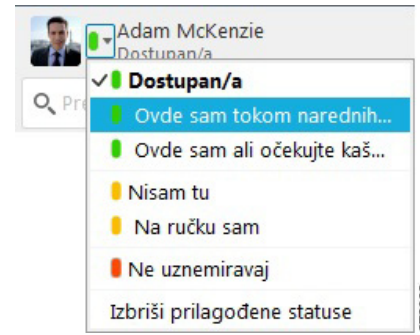 Adam McKenzie
Dostupan/a
Dostupan/a
Ovde sam tokom narednih...
Ovde sam ali očekujte kaš...
Nisam tu
Na ručku sam
Ne uznemiravaj
Izbriši prilagođene statuse